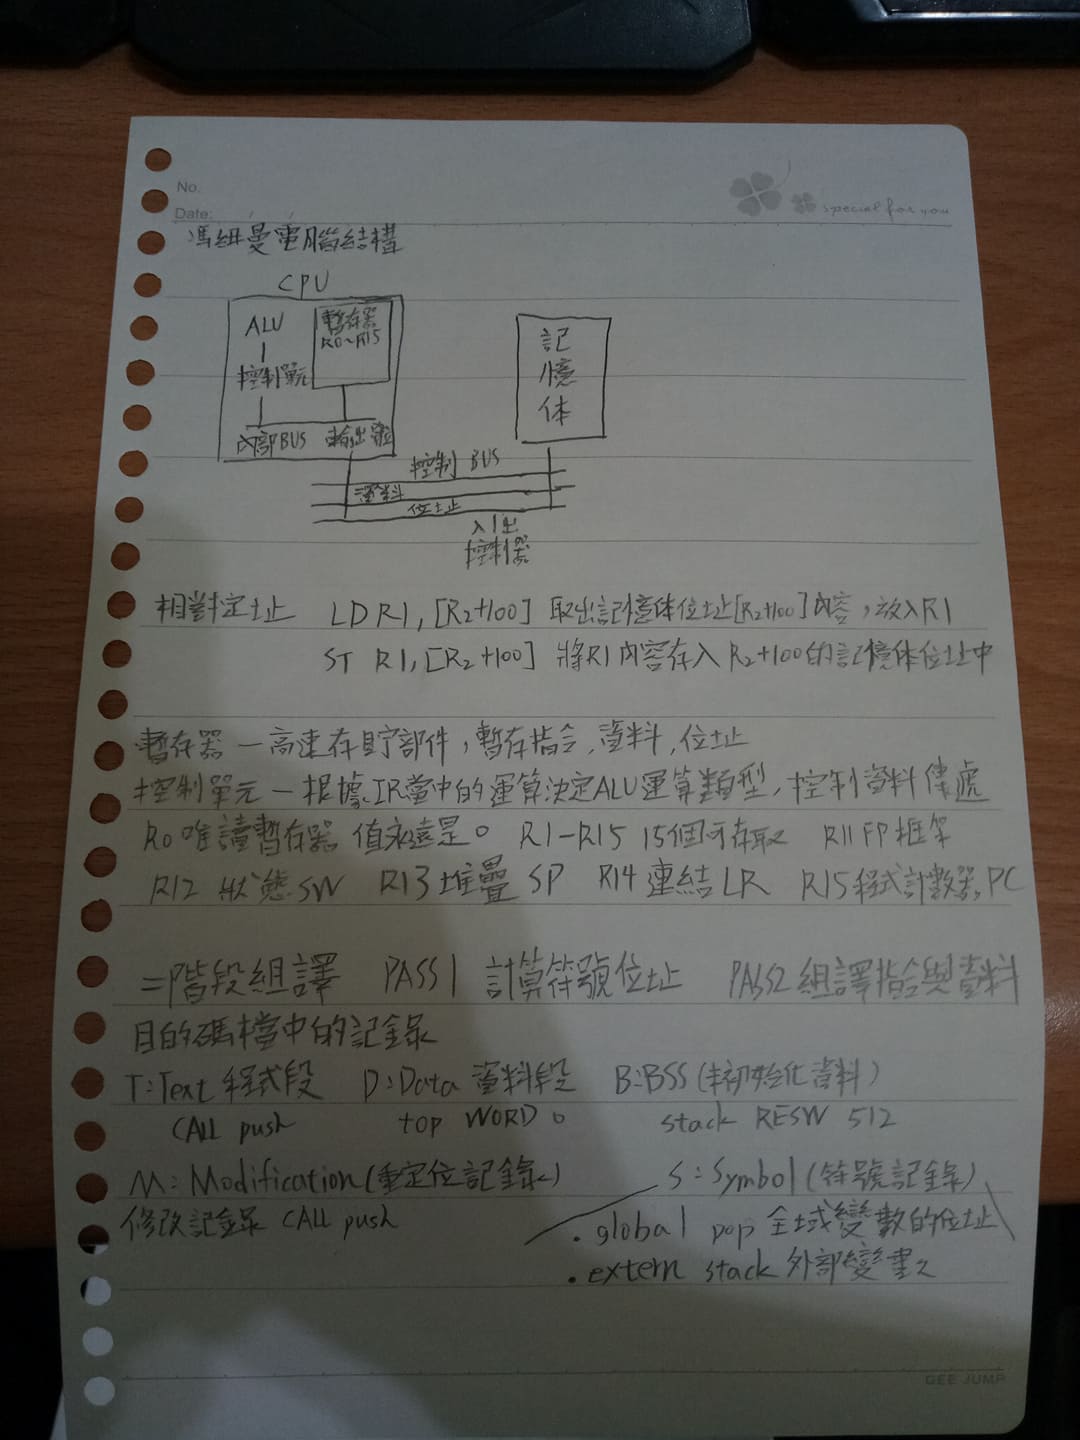 No.
Date:
special for you
馮紐曼電腦結構
CPU
ALU
暫存器
R0~R15
控制單元
內部BUS
記憶体
控制 BUS
資料
位址
入/出
控制器
相對定址 LD R1, [R2+100] 取出記憶体位址[R2+100]內容,放入R1
ST R1, [R2+100] 將R1內容存入R2+100的記憶体位址中
暫存器-高速存貯部件,暫存指令,資料,位址
控制單元-根據IR當中的運算決定ALU運算類型,控制資料傳遞
R0 唯讀暫存器 值永遠是0 R1-R15 15個可存取 R11 FP 框架
R12 狀態 SW R13 堆疊 SP R14 連結 LR R15 程式計數器PC
二階段組譯 PASS1 計算符號位址 PASS2 組譯指令與資料
目的碼檔中的記錄
T:Text 程式段 D:Data 資料段 B:BSS(未初始化資料)
CALL push top WORD 0 stack RESW 512
M: Modification(重定位記錄) S:Symbol(符號記錄)
修改記錄 CALL push
• global pop 全域變數的位址
• extern stack 外部變數
GEE JUMP